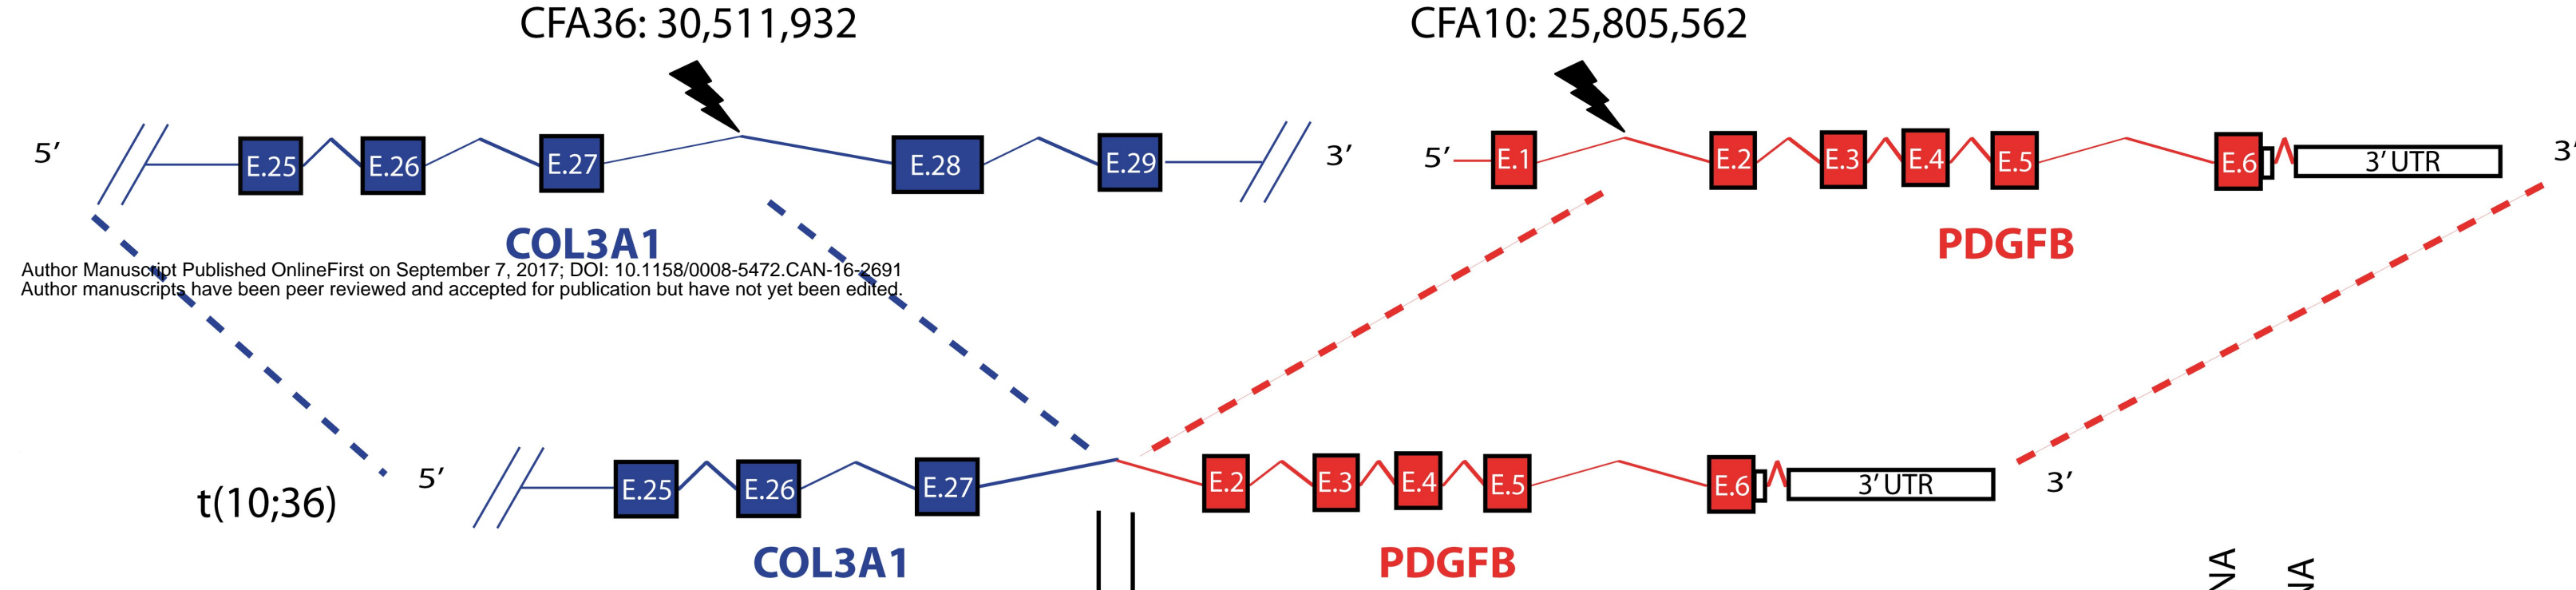 CFA36: 30,511,932 CFA10: 25,805,562
5′ E.25 E.26 E.27 E.28 E.29 3′ 5′ E.1 E.2 E.3 E.4 E.5 E.6 3′ UTR 3′
COL3A1 PDGFB
Author Manuscript Published OnlineFirst on September 7, 2017; DOI: 10.1158/0008-5472.CAN-16-2691
Author manuscripts have been peer reviewed and accepted for publication but have not yet been edited.
t(10;36) 5′ E.25 E.26 E.27 E.2 E.3 E.4 E.5 E.6 3′ UTR 3′
COL3A1 PDGFB
NA NA